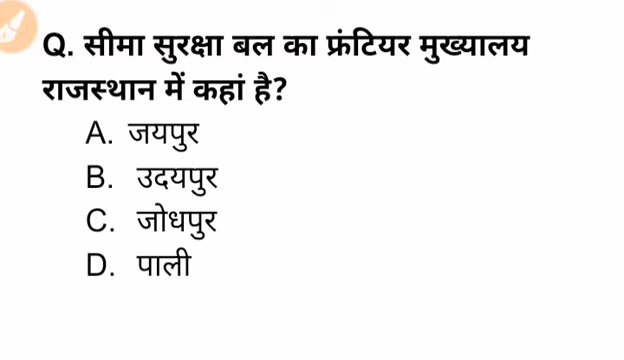 Q. सीमा सुरक्षा बल का फ्रंटियर मुख्यालय
राजस्थान में कहां है?
A. जयपुर
B. उदयपुर
C. जोधपुर
D. पाली